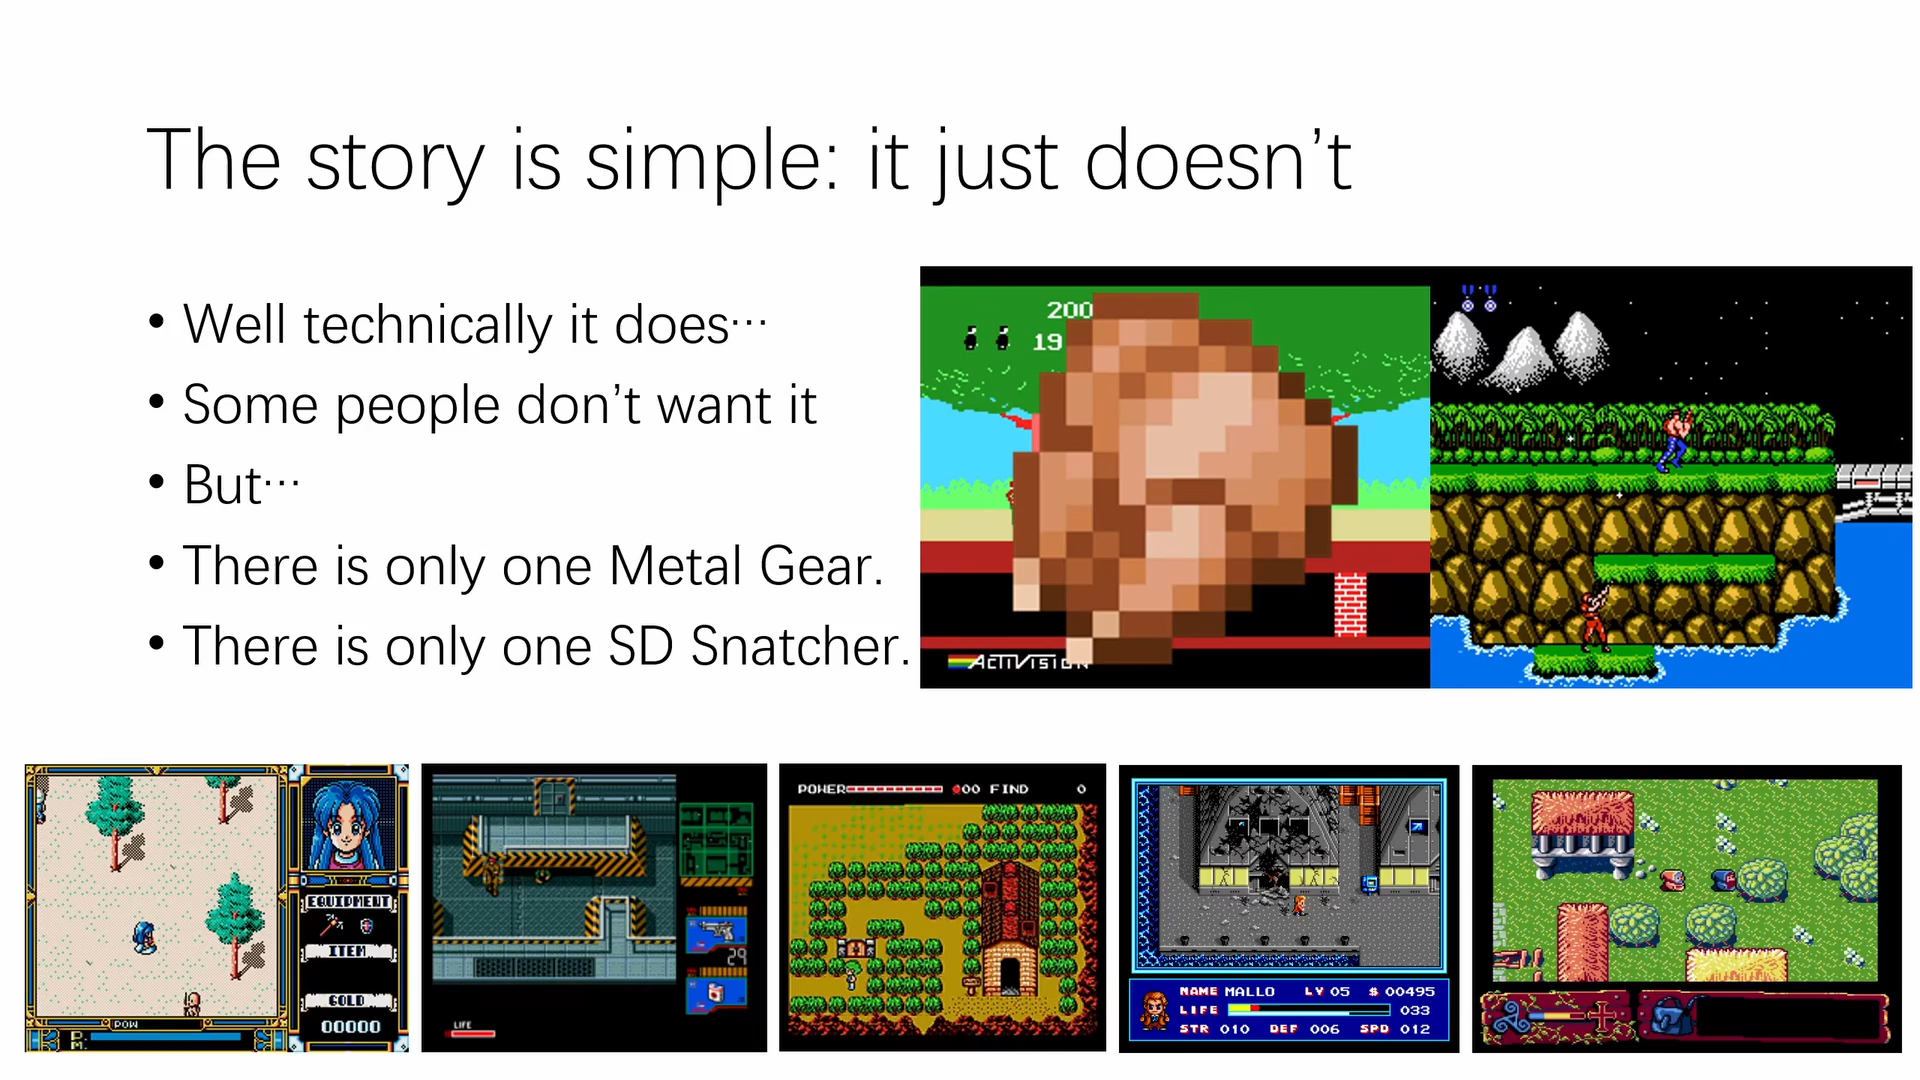 The story is simple: it just doesn’t
• Well technically it does…
• Some people don’t want it
• But…
• There is only one Metal Gear.
• There is only one SD Snatcher.
200
19
ACTIVISION
EQUIPMENT
ITEM
GOLD
00000
POW
P.
M.
29
LIFE
POWER 00 FIND 0
NAME MALLO LV 05 $ 00495
LIFE 033
STR 010 DEF 006 SPD 012